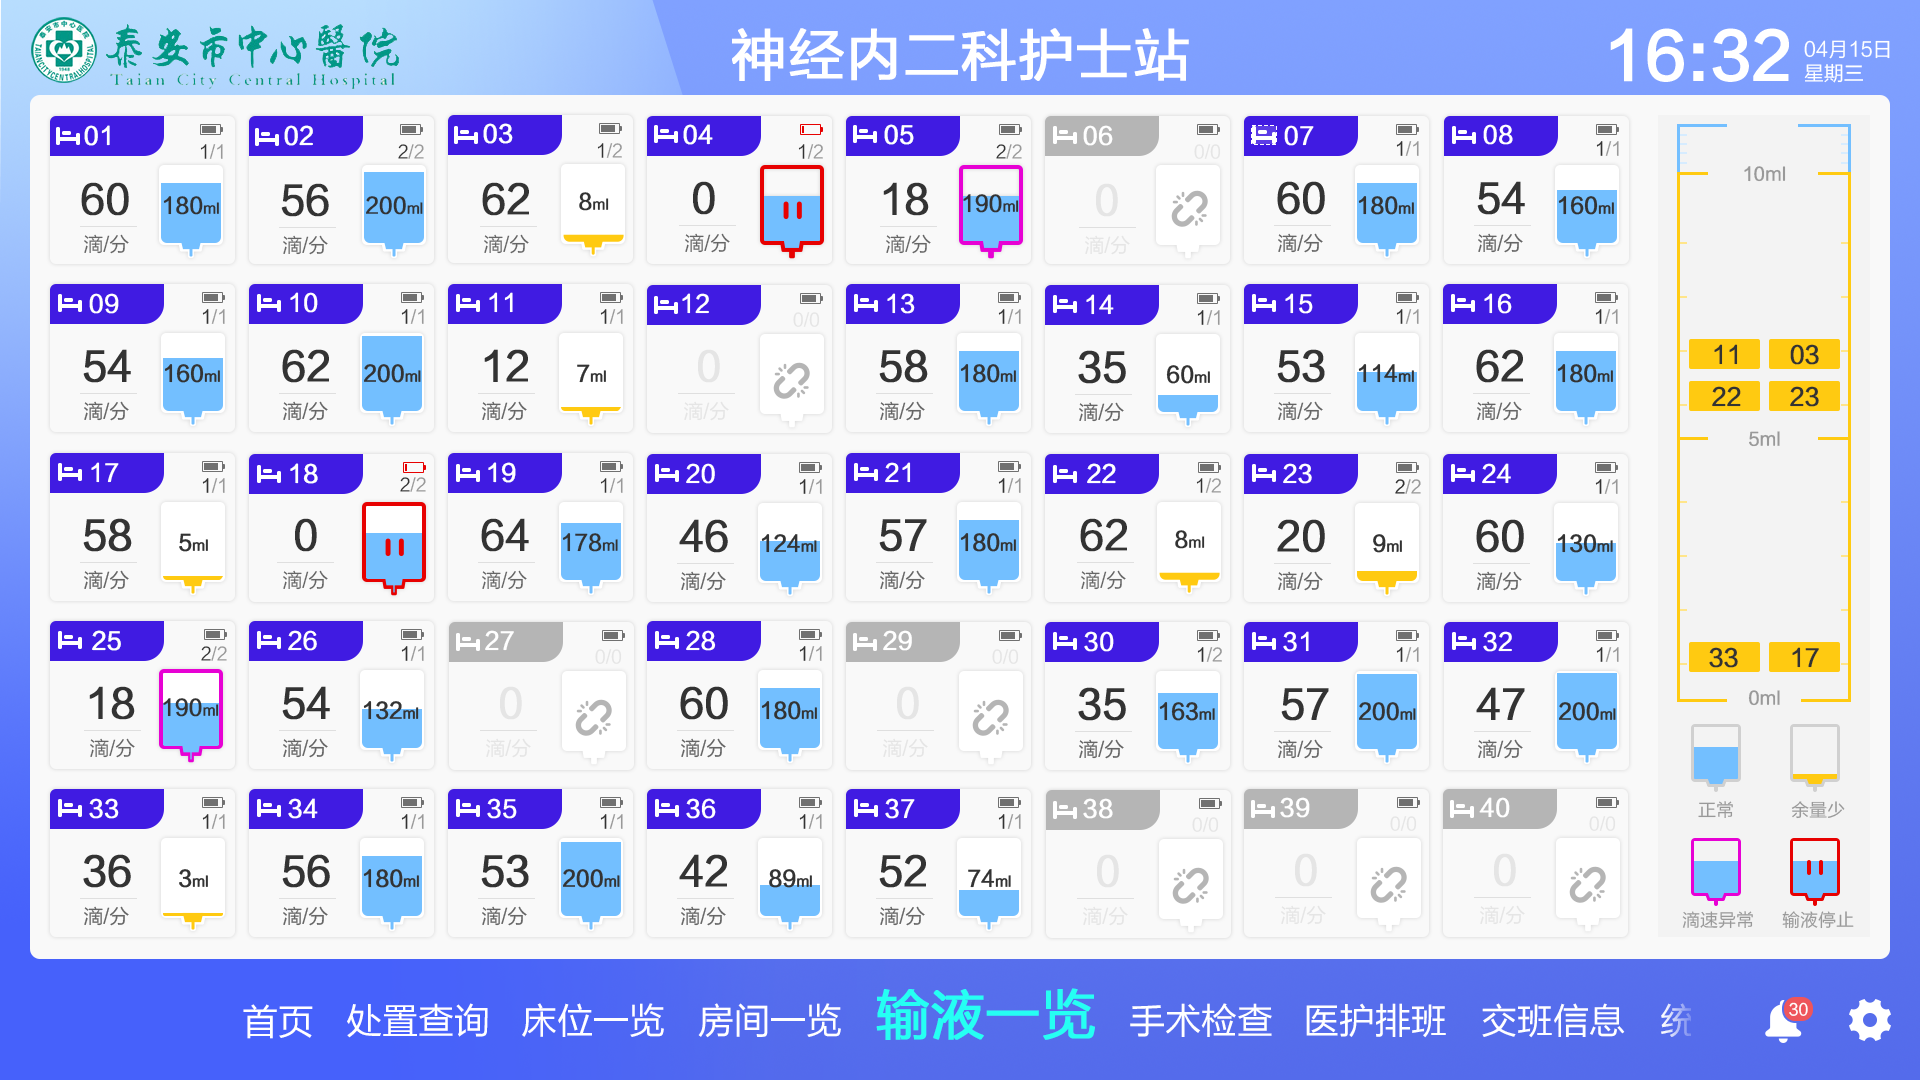 泰安市中心醫院
Taian City Central Hospital
TAIAN CITY CENTRAL HOSPITAL
神经内二科护士站
16:32
04月15日
星期三
01 1/1
60 滴/分 180ml
02 2/2
56 滴/分 200ml
03 1/2
62 滴/分 8ml
04 1/2
0 滴/分
05 2/2
18 滴/分 190ml
06 0/0
0 滴/分
07 1/1
60 滴/分 180ml
08 1/1
54 滴/分 160ml
09 1/1
54 滴/分 160ml
10 1/1
62 滴/分 200ml
11 1/1
12 滴/分 7ml
12 0/0
0 滴/分
13 1/1
58 滴/分 180ml
14 1/1
35 滴/分 60ml
15 1/1
53 滴/分 114ml
16 1/1
62 滴/分 180ml
17 1/1
58 滴/分 5ml
18 2/2
0 滴/分
19 1/1
64 滴/分 178ml
20 1/1
46 滴/分 124ml
21 1/1
57 滴/分 180ml
22 1/2
62 滴/分 8ml
23 2/2
20 滴/分 9ml
24 1/1
60 滴/分 130ml
25 2/2
18 滴/分 190ml
26 1/1
54 滴/分 132ml
27 0/0
0 滴/分
28 1/1
60 滴/分 180ml
29 0/0
0 滴/分
30 1/2
35 滴/分 163ml
31 1/1
57 滴/分 200ml
32 1/1
47 滴/分 200ml
33 1/1
36 滴/分 3ml
34 1/1
56 滴/分 180ml
35 1/1
53 滴/分 200ml
36 1/1
42 滴/分 89ml
37 1/1
52 滴/分 74ml
38 0/0
0 滴/分
39 0/0
0 滴/分
40 0/0
0 滴/分
10ml
11 03
22 23
5ml
33 17
0ml
正常 余量少
滴速异常 输液停止
首页 处置查询 床位一览 房间一览 输液一览 手术检查 医护排班 交班信息 统
30